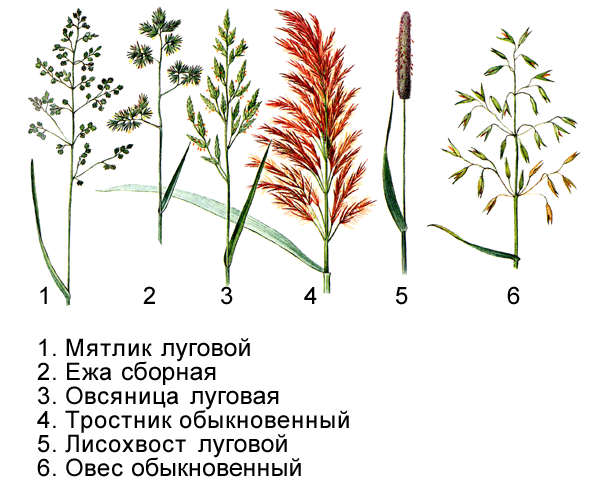 1 2 3 4 5 6
1. Мятлик луговой
2. Ежа сборная
3. Овсяница луговая
4. Тростник обыкновенный
5. Лисохвост луговой
6. Овес обыкновенный